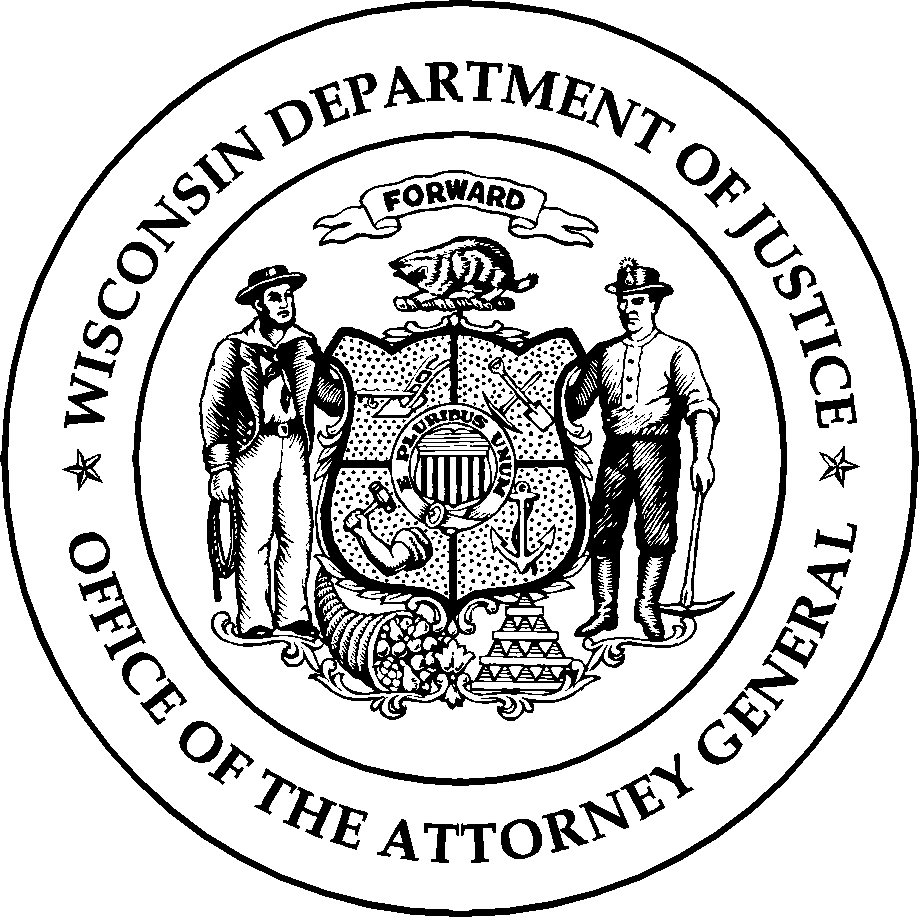 WISCONSIN DEPARTMENT OF JUSTICE
FORWARD
E PLURIBUS UNUM
OFFICE OF THE ATTORNEY GENERAL